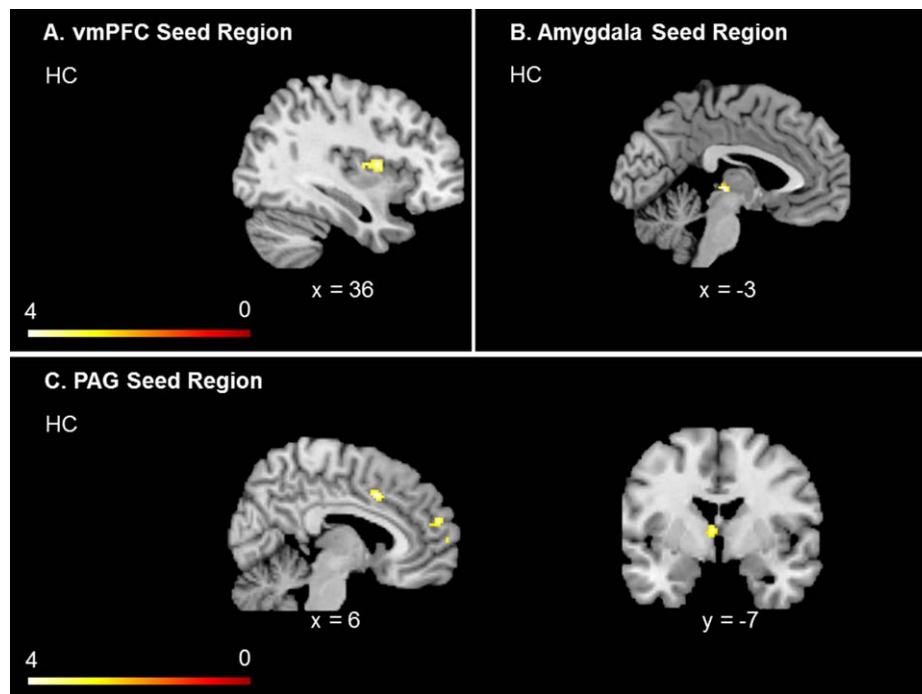 A. vmPFC Seed Region
HC
x = 36
4 0
B. Amygdala Seed Region
HC
x = -3
C. PAG Seed Region
HC
x = 6
y = -7
4 0